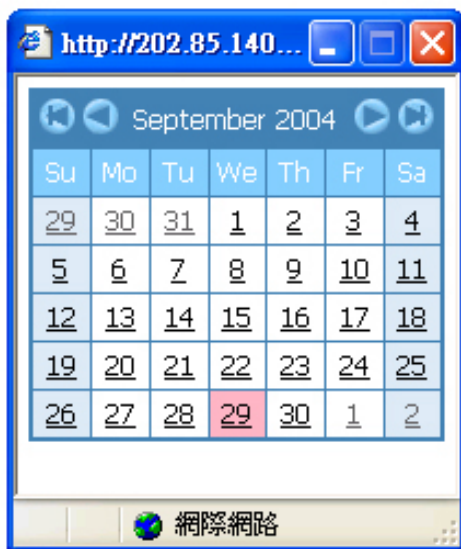 http://202.85.140...
September 2004
Su Mo Tu We Th Fr Sa
29 30 31 1 2 3 4
5 6 7 8 9 10 11
12 13 14 15 16 17 18
19 20 21 22 23 24 25
26 27 28 29 30 1 2
網際網路